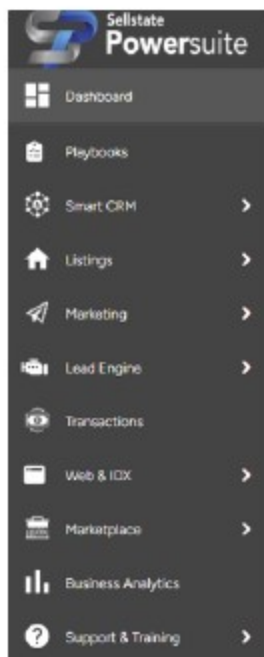 Sellstate
Powersuite
Dashboard
Playbooks
Smart CRM
Listings
Marketing
Lead Engine
Transactions
Web & IDX
Marketplace
Business Analytics
Support & Training